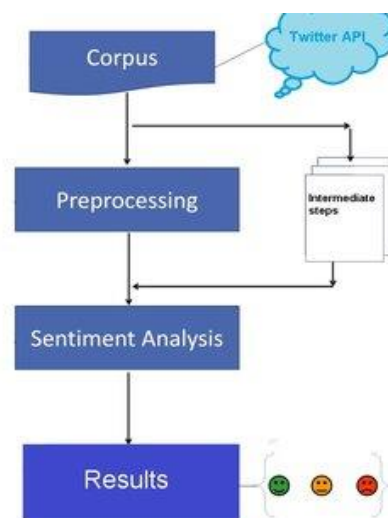 Corpus
Twitter API
Preprocessing
Intermediate
steps
Sentiment Analysis
Results